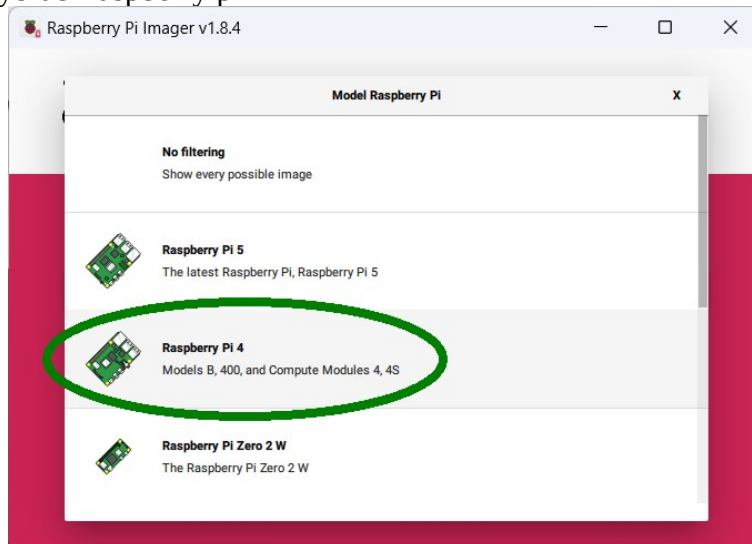 Raspberry Pi Imager v1.8.4
Model Raspberry Pi
X
No filtering
Show every possible image
Raspberry Pi 5
The latest Raspberry Pi, Raspberry Pi 5
Raspberry Pi 4
Models B, 400, and Compute Modules 4, 4S
Raspberry Pi Zero 2 W
The Raspberry Pi Zero 2 W